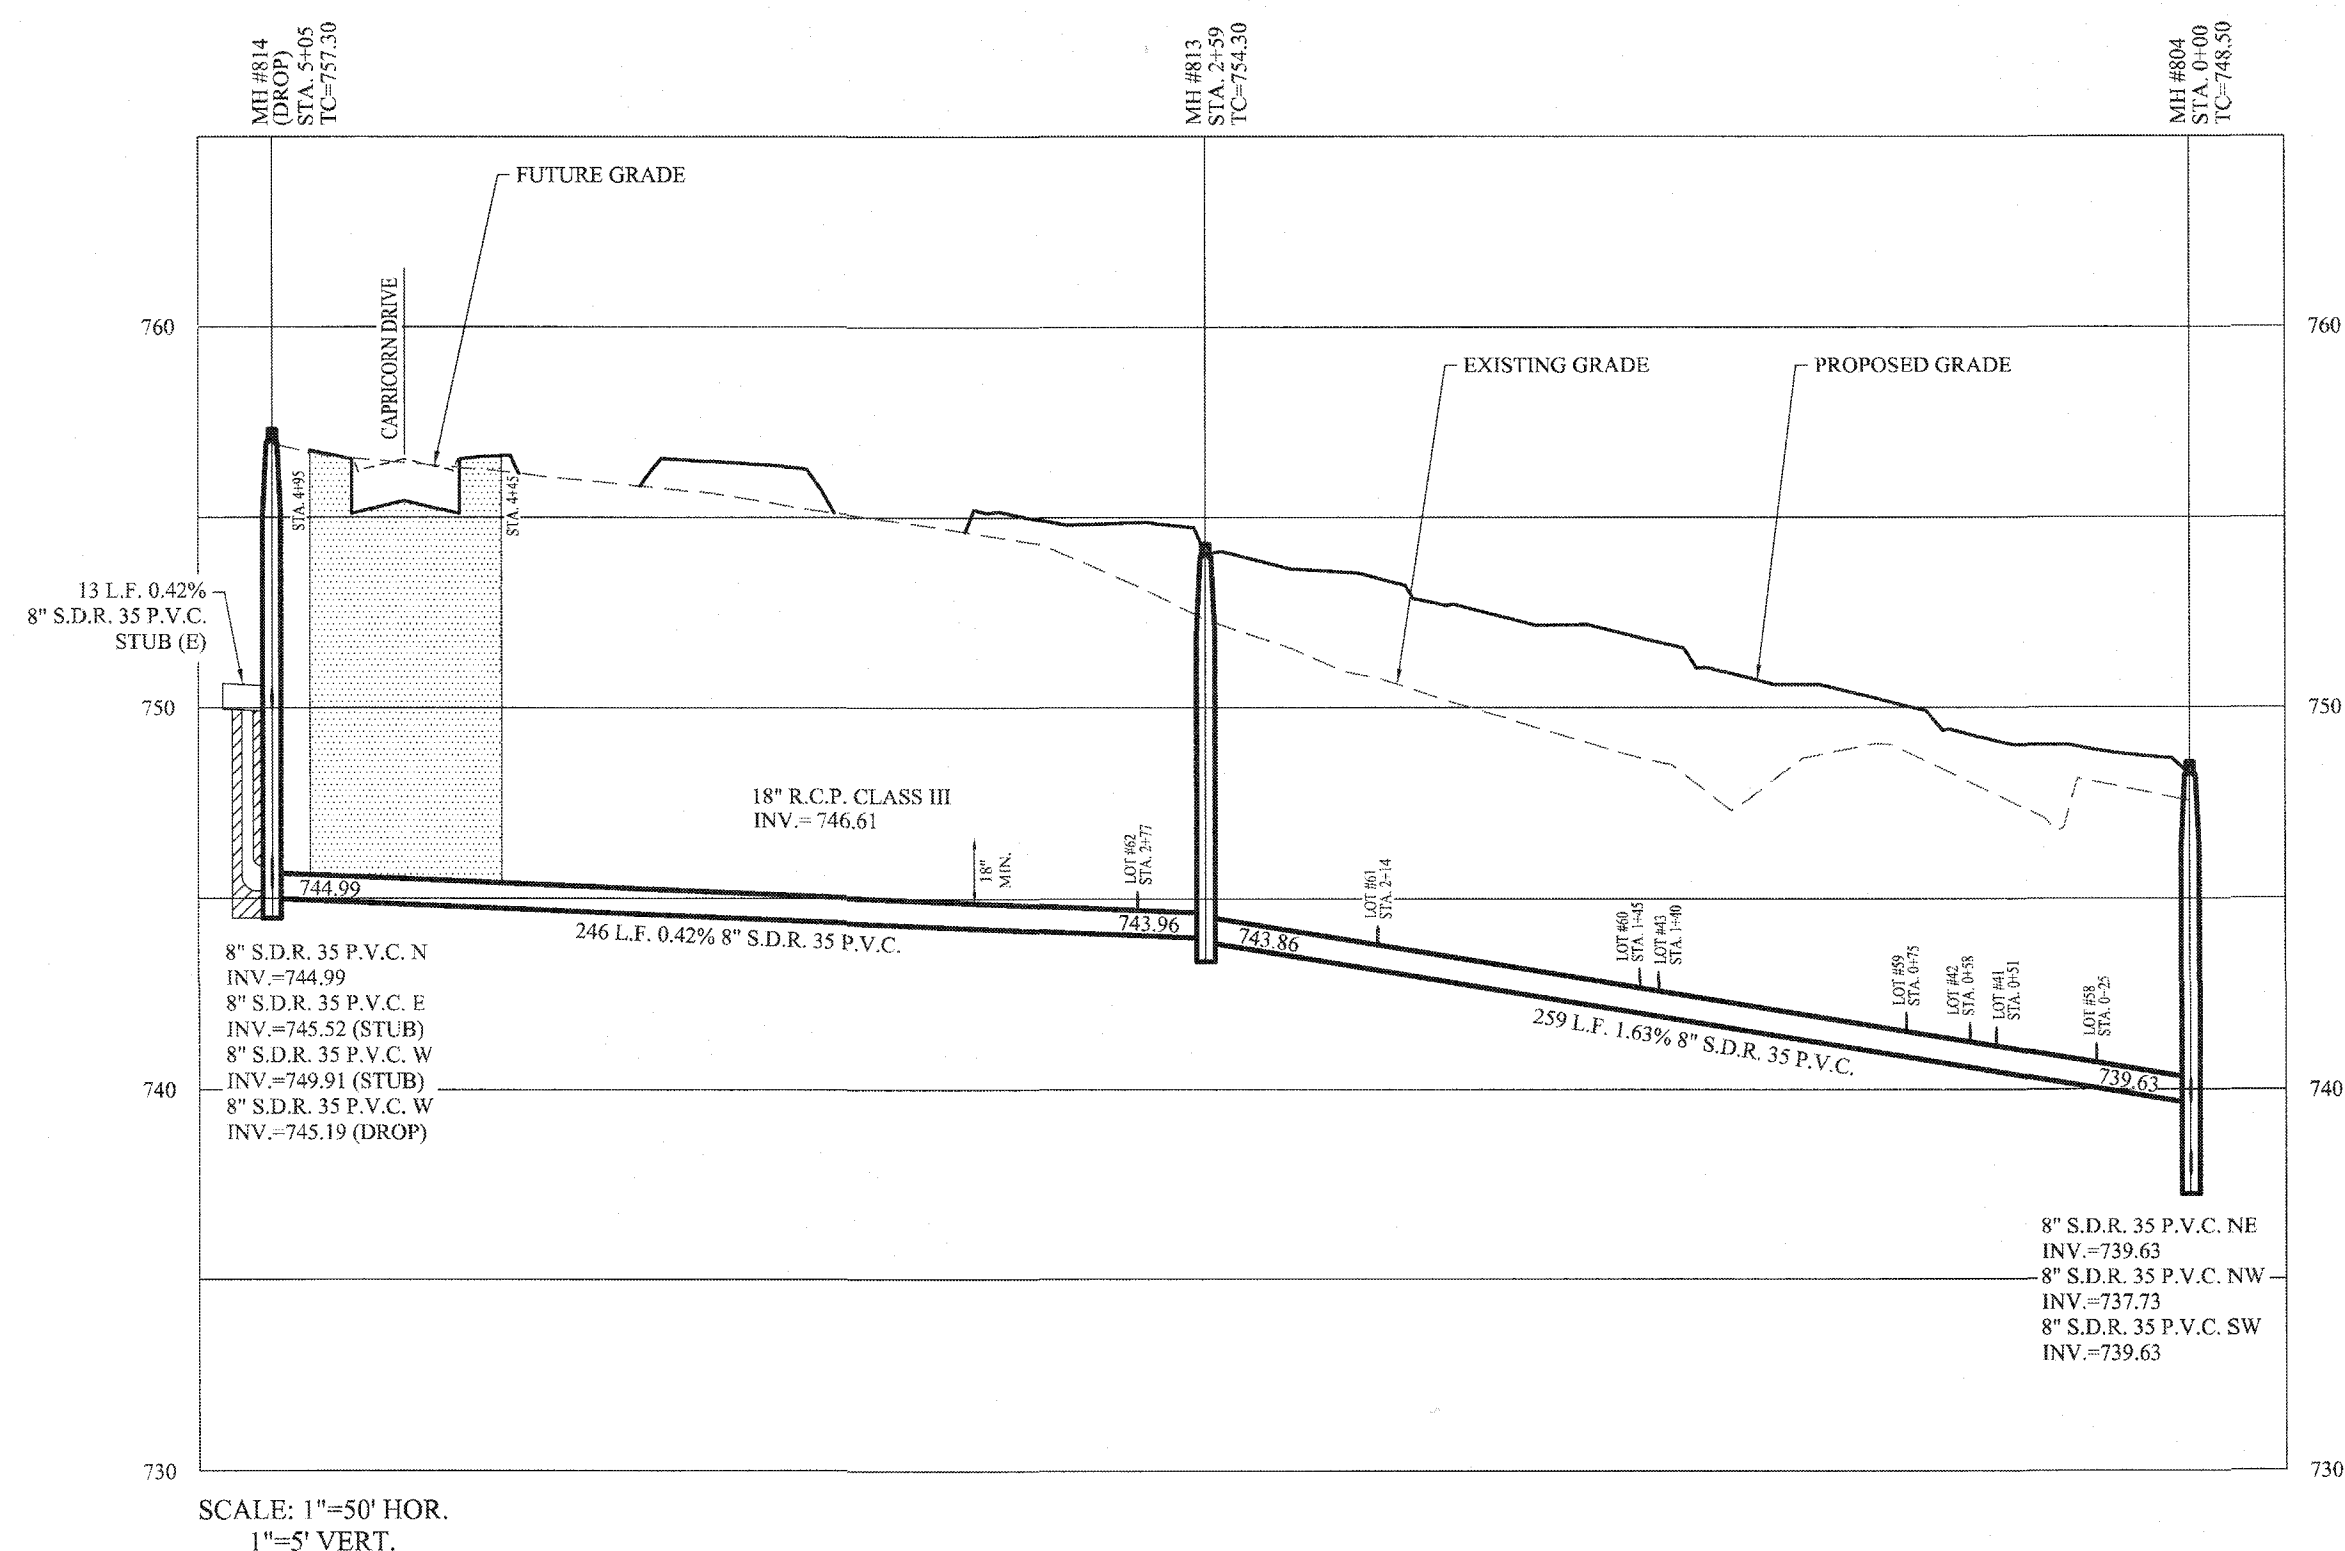 MH #814
(DROP)
STA. 5+05
TC=7557.30
MH #813
STA. 2+59
TC=754.30
MH #804
STA. 0+00
TC=748.50
FUTURE GRADE
CAPRICORN DRIVE
760
760
EXISTING GRADE
PROPOSED GRADE
STA. 4+95
STA. 4+45
13 L.F. 0.42%
8" S.D.R. 35 P.V.C.
STUB (E)
750
750
18" R.C.P. CLASS III
INV.= 746.61
18"
MIN.
LOT #62
STA. 2+77
LOT #61
STA. 2+14
LOT #60
STA. 1+45
LOT #43
STA. 1+40
LOT #59
STA. 0+75
LOT #42
STA. 0+58
LOT #41
STA. 0+51
LOT #58
STA. 0+25
744.99
743.96
743.86
739.63
246 L.F. 0.42% 8" S.D.R. 35 P.V.C.
259 L.F. 1.63% 8" S.D.R. 35 P.V.C.
8" S.D.R. 35 P.V.C. N
INV.=744.99
8" S.D.R. 35 P.V.C. E
INV.=745.52 (STUB)
8" S.D.R. 35 P.V.C. W
INV.=749.91 (STUB)
8" S.D.R. 35 P.V.C. W
INV.=745.19 (DROP)
740
740
8" S.D.R. 35 P.V.C. NE
INV.=739.63
8" S.D.R. 35 P.V.C. NW
INV.=737.73
8" S.D.R. 35 P.V.C. SW
INV.=739.63
730
730
SCALE: 1"=50' HOR.
1"=5' VERT.